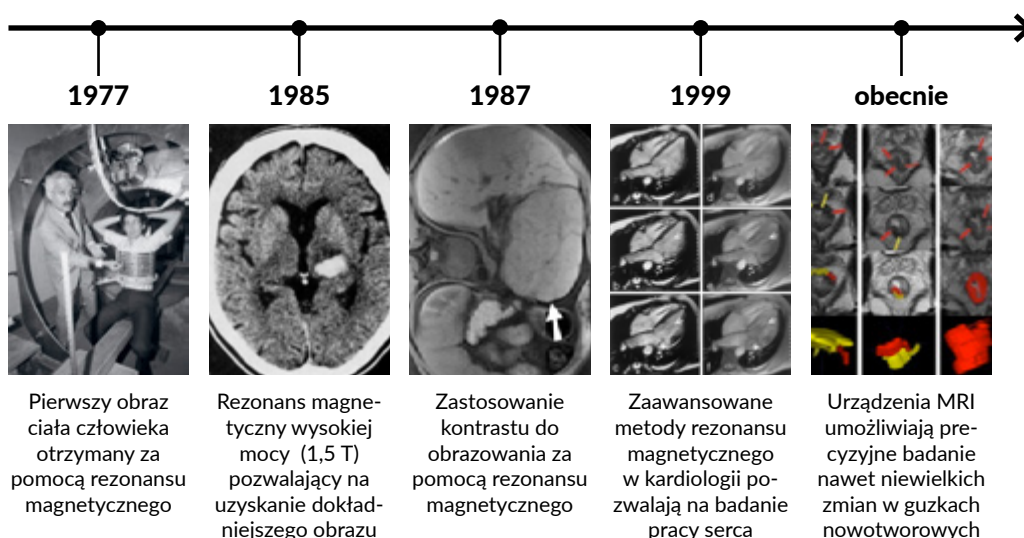 1977
Pierwszy obraz
ciała człowieka
otrzymany za
pomocą rezonansu
magnetycznego
1985
Rezonans magne-
tyczny wysokiej
mocy (1,5 T)
pozwalający na
uzyskanie dokład-
niejszego obrazu
1987
Zastosowanie
kontrastu do
obrazowania za
pomocą rezonansu
magnetycznego
1999
Zaawansowane
metody rezonansu
magnetycznego
w kardiologii po-
zwalają na badanie
pracy serca
obecnie
Urządzenia MRI
umożliwiają pre-
cyzyjne badanie
nawet niewielkich
zmian w guzkach
nowotworowych